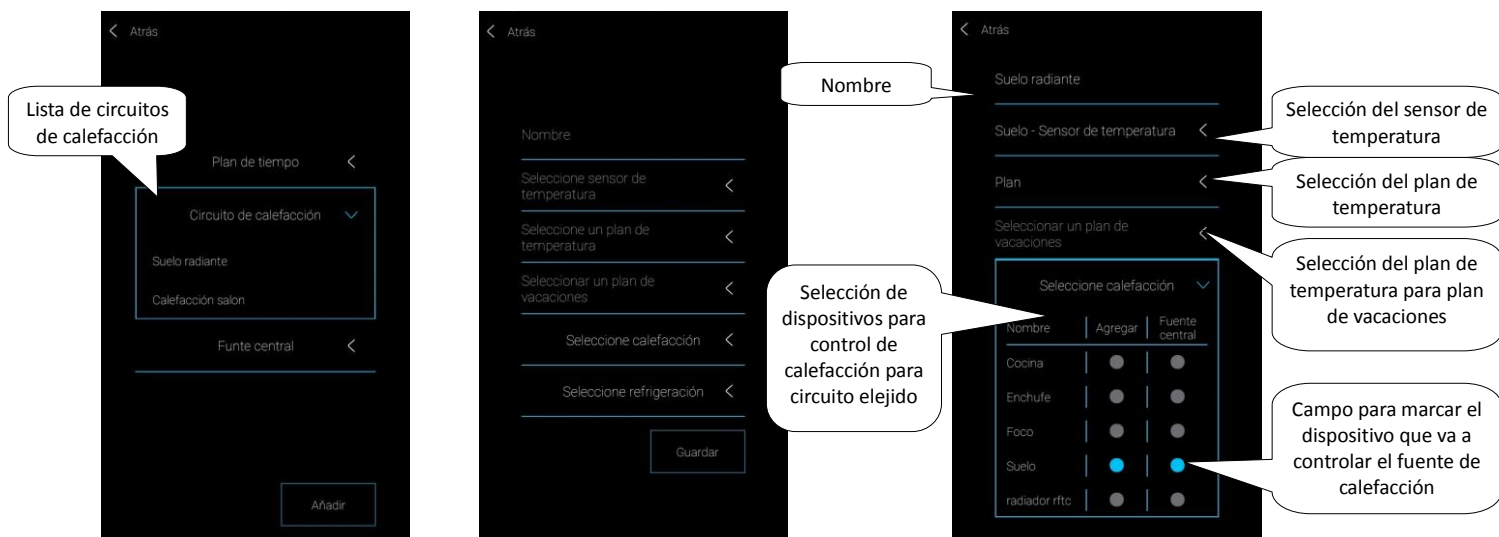 Atrás
Lista de circuitos
de calefacción
Plan de tiempo
Circuito de calefacción
Suelo radiante
Calefacción salon
Funte central
Añadir
Atrás
Nombre
Seleccione sensor de
temperatura
Seleccione un plan de
temperatura
Seleccionar un plan de
vacaciones
Seleccione calefacción
Seleccione refrigeración
Guardar
Atrás
Nombre
Suelo radiante
Suelo - Sensor de temperatura
Selección del sensor de
temperatura
Plan
Selección del plan de
temperatura
Seleccionar un plan de
vacaciones
Selección del plan de
temperatura para plan
de vacaciones
Selección de
dispositivos para
control de
calefacción para
circuito elejido
Seleccione calefacción
Nombre Agregar Fuente
central
Cocina
Enchufe
Foco
Suelo
radiador rftc
Campo para marcar el
dispositivo que va a
controlar el fuente de
calefacción